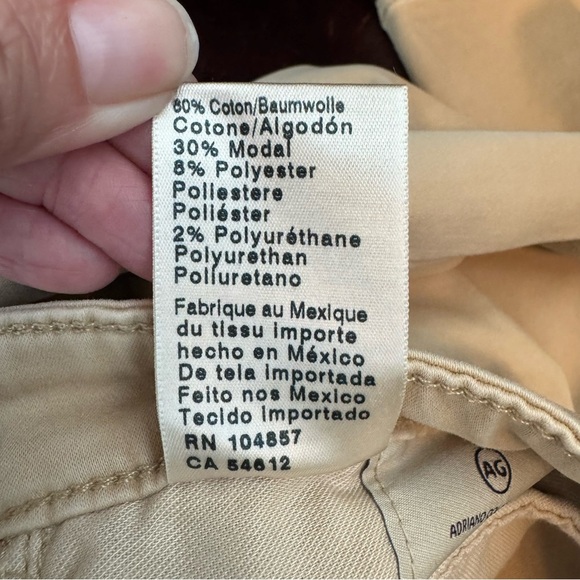 60% Coton/Baumwolle
Cotone/Algodón
30% Modal
8% Polyester
Poliestere
Poliéster
2% Polyuréthane
Polyurethan
Poliuretano
Fabrique au Mexique
du tissu importe
hecho en México
De tela importada
Feito nos Mexico
Tecido importado
RN 104857
CA 54612
AG